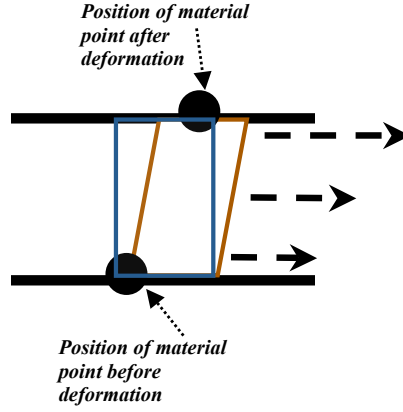 Position of material
point after
deformation
Position of material
point before
deformation